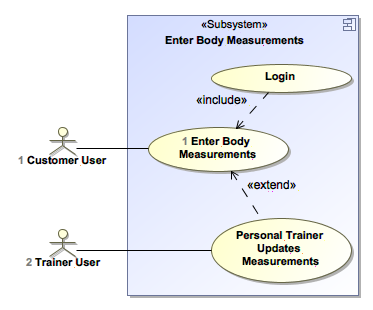 «Subsystem»
Enter Body Measurements
Login
«include»
1 Enter Body
Measurements
1 Customer User
«extend»
Personal Trainer
Updates
Measurements
2 Trainer User